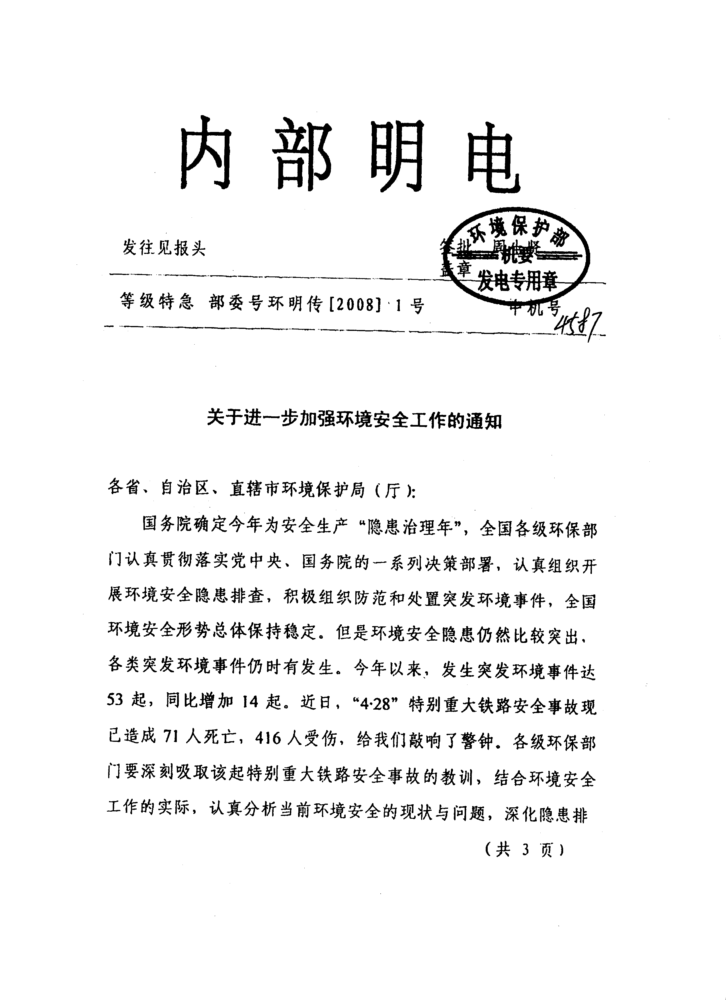 内部明电
环境保护部
机要
发电专用章
发往见报头
签批 周生贤
盖章
等级特急 部委号环明传[2008]1号
中机号
4587
关于进一步加强环境安全工作的通知
各省、自治区、直辖市环境保护局（厅）：
国务院确定今年为安全生产“隐患治理年”，全国各级环保部
门认真贯彻落实党中央、国务院的一系列决策部署，认真组织开
展环境安全隐患排查，积极组织防范和处置突发环境事件，全国
环境安全形势总体保持稳定。但是环境安全隐患仍然比较突出，
各类突发环境事件仍时有发生。今年以来，发生突发环境事件达
53 起，同比增加 14 起。近日，“4·28”特别重大铁路安全事故现
已造成 71 人死亡，416 人受伤，给我们敲响了警钟。各级环保部
门要深刻吸取该起特别重大铁路安全事故的教训，结合环境安全
工作的实际，认真分析当前环境安全的现状与问题，深化隐患排
（共 3 页）